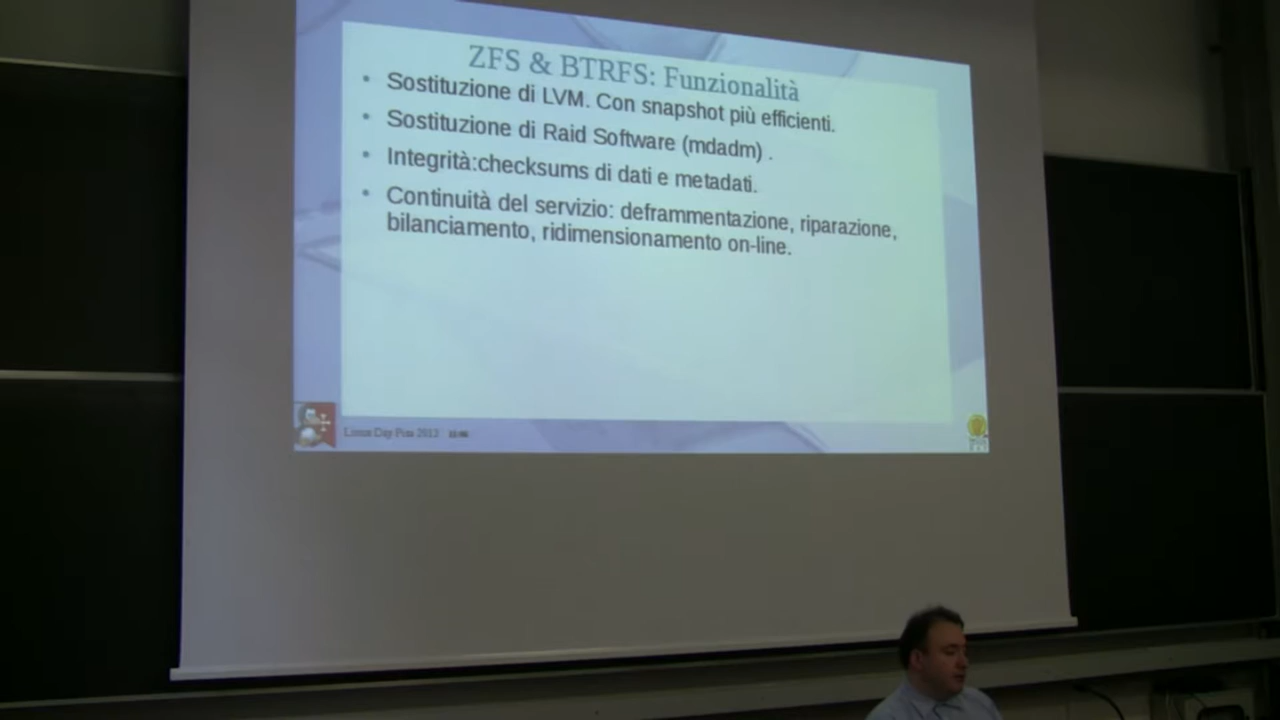 ZFS & BTRFS: Funzionalità
• Sostituzione di LVM. Con snapshot più efficienti.
• Sostituzione di Raid Software (mdadm) .
• Integrità:checksums di dati e metadati.
• Continuità del servizio: deframmentazione, riparazione,
bilanciamento, ridimensionamento on-line.
Linux Day Pisa 2013